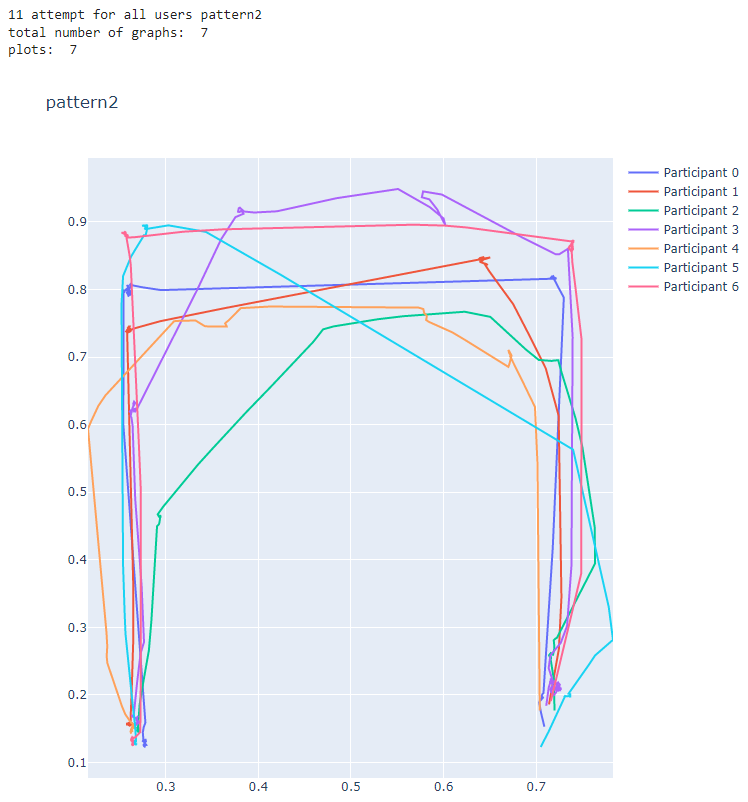 11 attempt for all users pattern2
total number of graphs:  7
plots:  7
pattern2
Participant 0
Participant 1
Participant 2
Participant 3
Participant 4
Participant 5
Participant 6
0.9
0.8
0.7
0.6
0.5
0.4
0.3
0.2
0.1
0.3
0.4
0.5
0.6
0.7